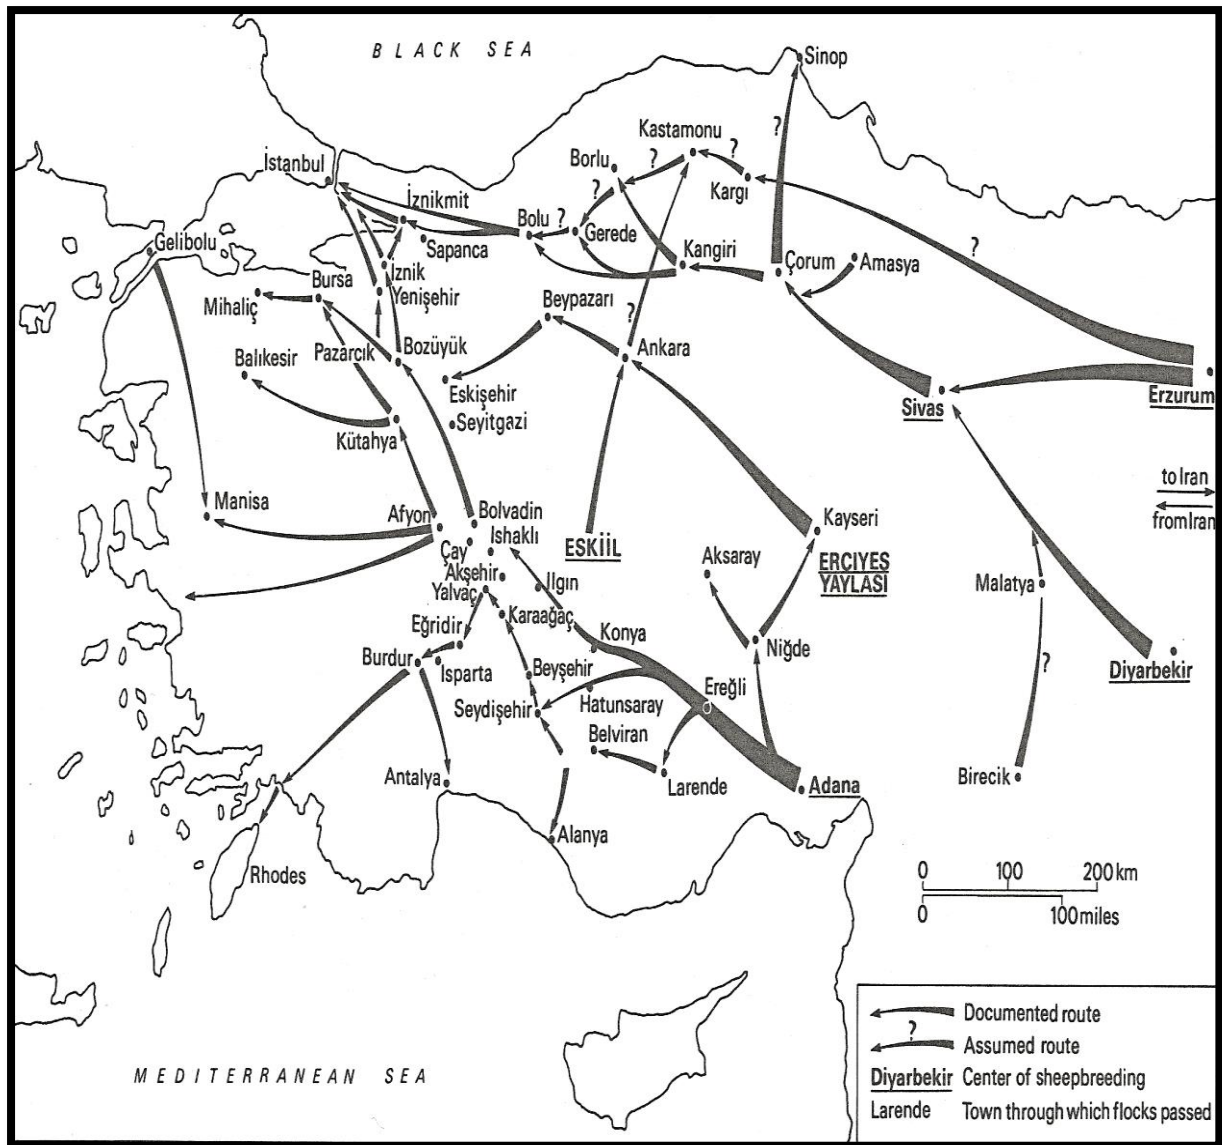 BLACK SEA
Sinop
Kastamonu
?
?
?
Borlu
Kargı
İstanbul
İznikmit
?
Bolu
?
Gerede
Sapanca
Kangiri
Çorum
Amasya
?
Gelibolu
İznik
Bursa
Yenişehir
Mihaliç
Beypazarı
?
Pazarcık
Bozüyük
Ankara
Balıkesir
Eskişehir
Seyitgazi
Sivas
Erzurum
Kütahya
to Iran
from Iran
Manisa
Afyon
Bolvadin
Ishaklı
Çay
ESKİİL
Kayseri
ERCIYES
YAYLASI
Aksaray
Akşehir
Ilgın
Yalvaç
Malatya
Karaağaç
Eğridir
Konya
Niğde
Burdur
Isparta
Beyşehir
?
Diyarbekir
Ereğli
Hatunsaray
Seydişehir
Belviran
Antalya
Larende
Adana
Birecik
Alanya
Rhodes
0 100 200 km
0 100 miles
MEDITERRANEAN SEA
Documented route
? Assumed route
Diyarbekir Center of sheepbreeding
Larende Town through which flocks passed